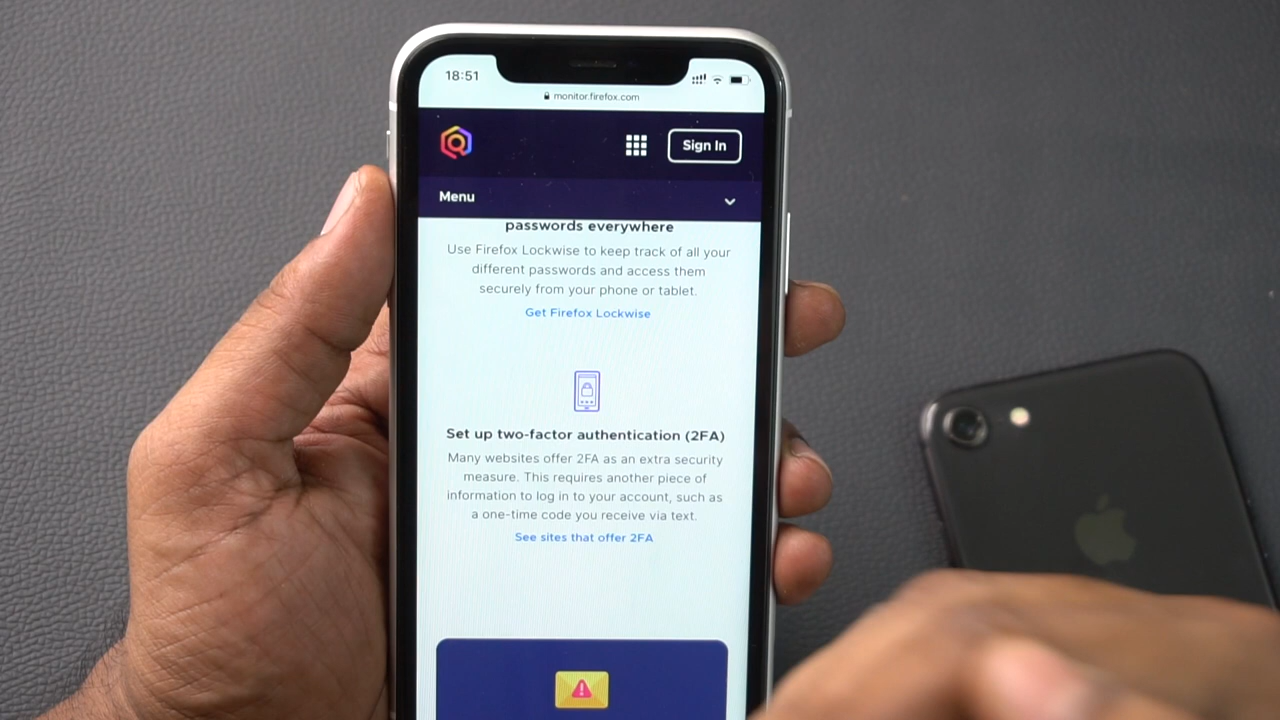 18:51
monitor.firefox.com
Sign In
Menu
passwords everywhere
Use Firefox Lockwise to keep track of all your
different passwords and access them
securely from your phone or tablet.
Get Firefox Lockwise
Set up two-factor authentication (2FA)
Many websites offer 2FA as an extra security
measure. This requires another piece of
information to log in to your account, such as
a one-time code you receive via text.
See sites that offer 2FA